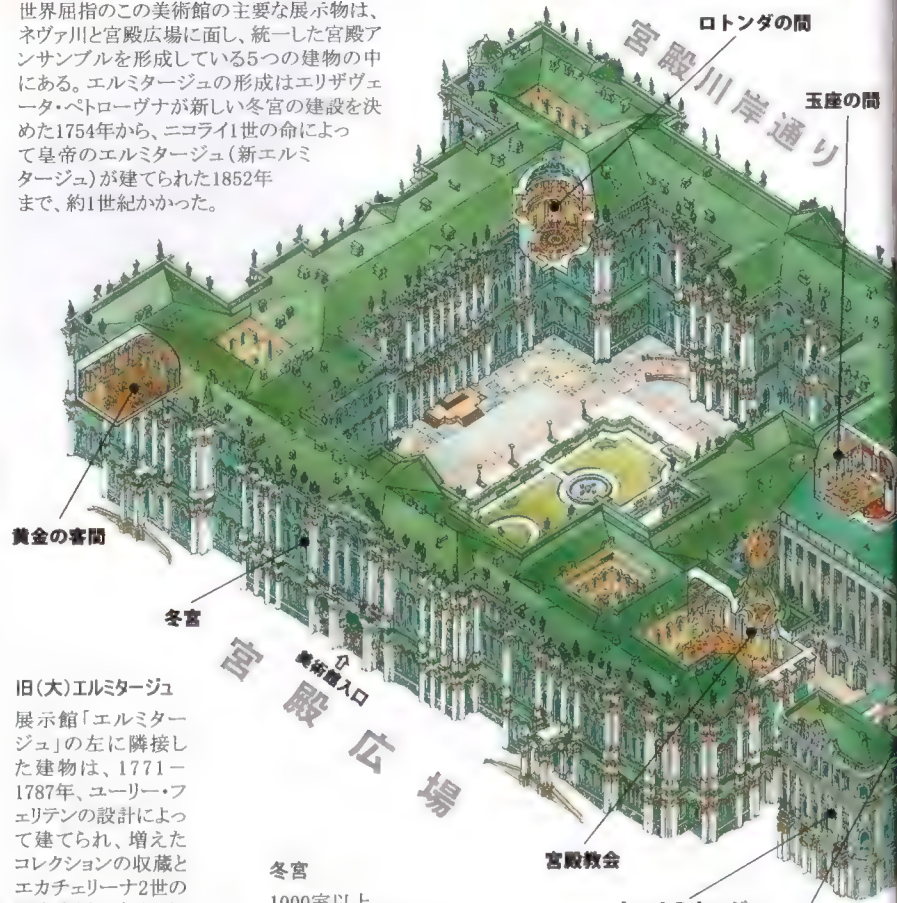 世界屈指のこの美術館の主要な展示物は、
ネヴァ川と宮殿広場に面し、統一した宮殿ア
ンサンブルを形成している5つの建物の中
にある。エルミタージュの形成はエリザヴェ
ータ・ペトローヴナが新しい冬宮の建設を決
めた1754年から、ニコライ1世の命によっ
て皇帝のエルミタージュ(新エルミ
タージュ)が建てられた1852年
まで、約1世紀かかった。
ロトンダの間
宮殿川岸通り
玉座の間
黄金の客間
冬宮
美術館入口
宮殿広場
宮殿教会
旧(大)エルミタージュ
展示館「エルミター
ジュ」の左に隣接し
た建物は、1771-
1787年、ユーリー・フ
ェリテンの設計によっ
て建てられ、増えた
コレクションの収蔵と
エカチェリーナ2世の
冬宮
1000室以上